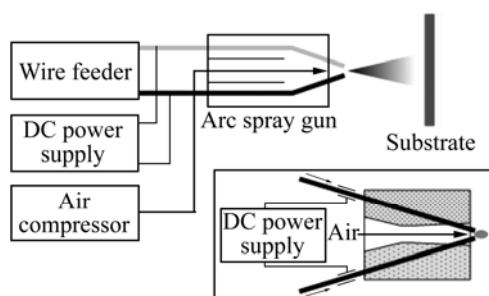 Wire feeder
DC power
supply
Air
compressor
Arc spray gun
Substrate
DC power
supply
Air